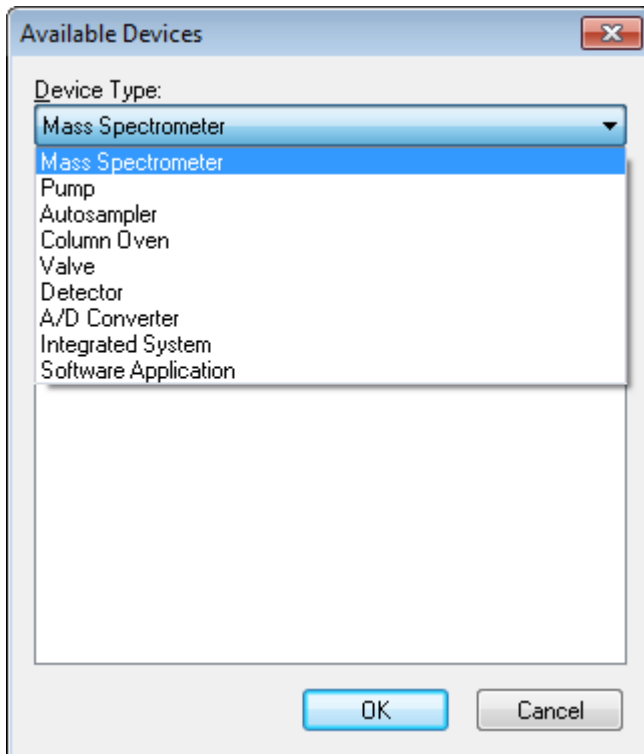 Available Devices
Device Type:
Mass Spectrometer
Mass Spectrometer
Pump
Autosampler
Column Oven
Valve
Detector
A/D Converter
Integrated System
Software Application
OK
Cancel